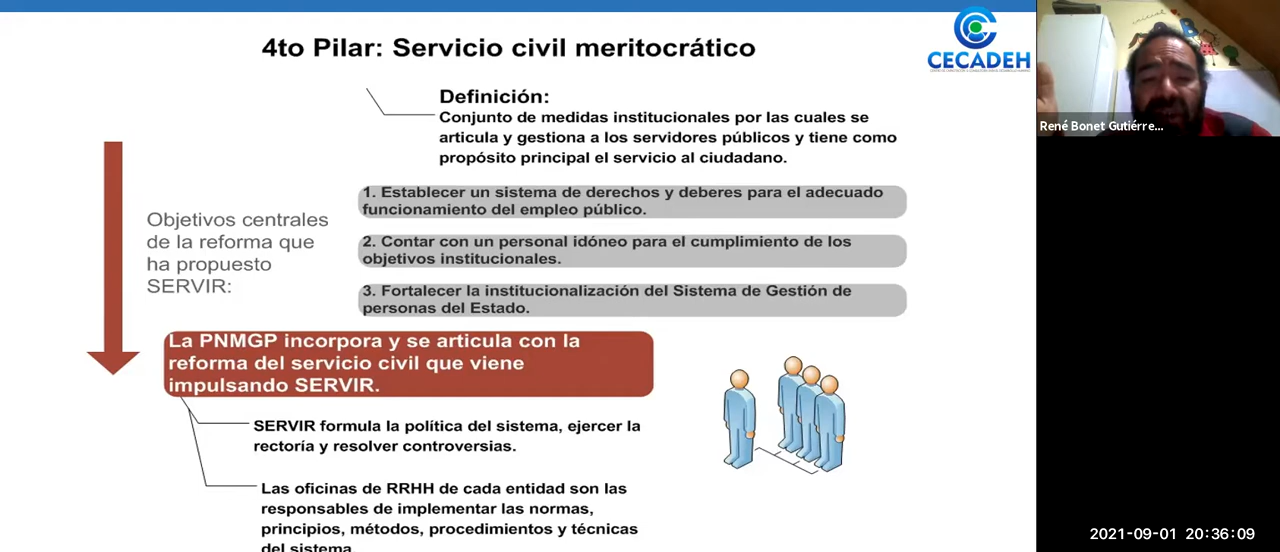 4to Pilar: Servicio civil meritocrático
CECADEH
Definición:
Conjunto de medidas institucionales por las cuales se
articula y gestiona a los servidores públicos y tiene como
propósito principal el servicio al ciudadano.
Objetivos centrales
de la reforma que
ha propuesto
SERVIR:
1. Establecer un sistema de derechos y deberes para el adecuado
funcionamiento del empleo público.
2. Contar con un personal idóneo para el cumplimiento de los
objetivos institucionales.
3. Fortalecer la institucionalización del Sistema de Gestión de
personas del Estado.
La PNMGP incorpora y se articula con la
reforma del servicio civil que viene
impulsando SERVIR.
SERVIR formula la política del sistema, ejercer la
rectoría y resolver controversias.
Las oficinas de RRHH de cada entidad son las
responsables de implementar las normas,
principios, métodos, procedimientos y técnicas
del sistema.
René Bonet Gutiérre...
2021-09-01 20:36:09